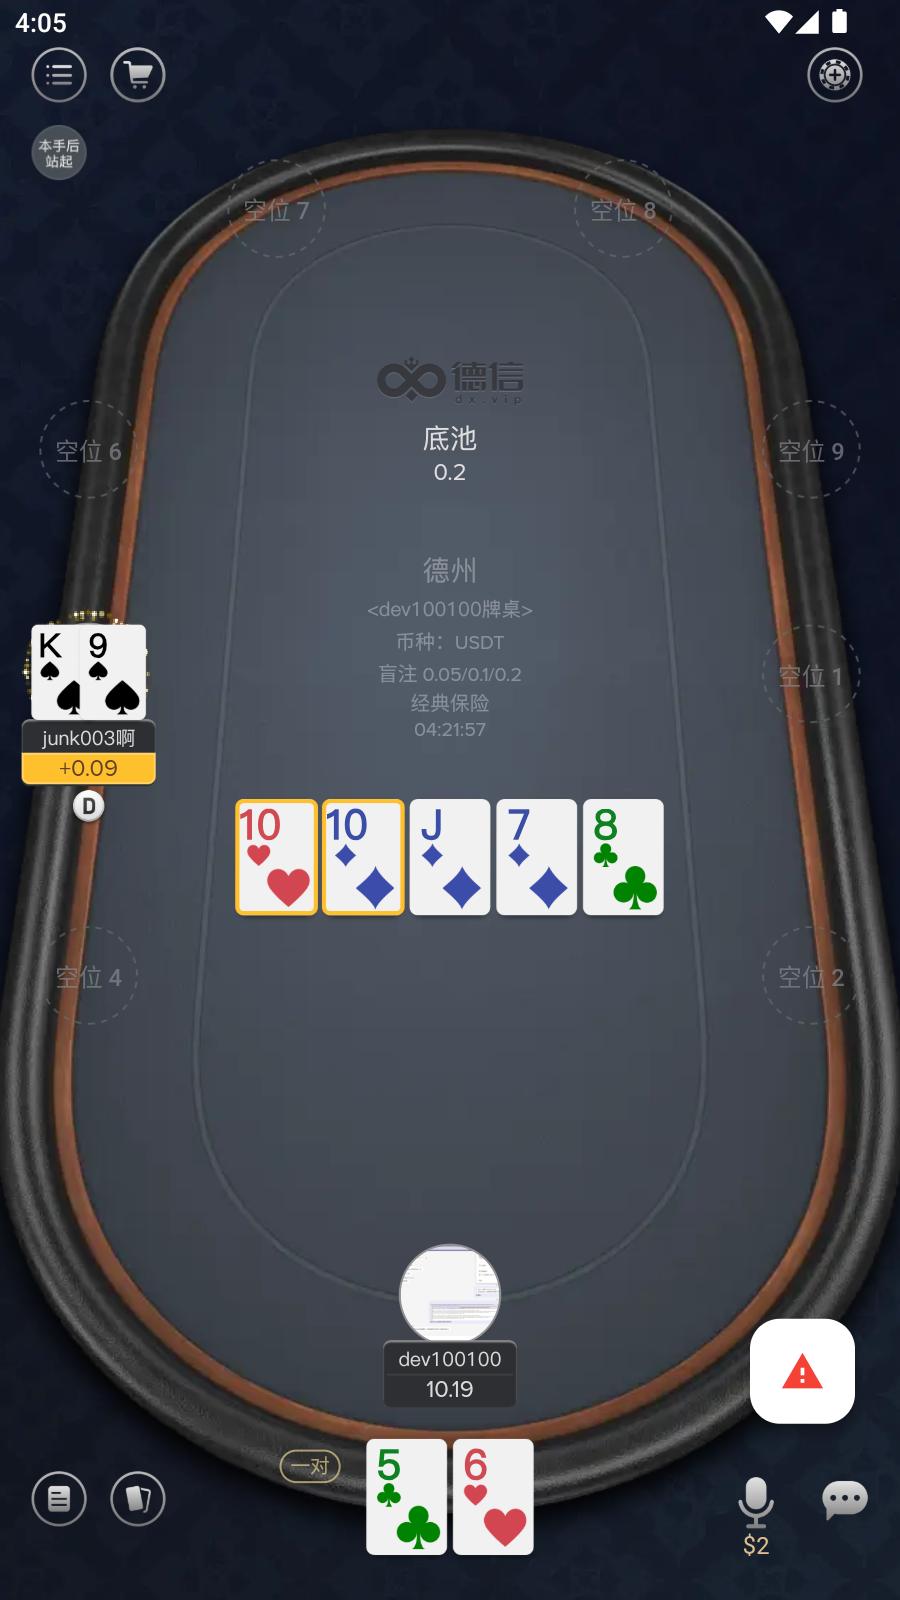 4:05
本手后
站起
空位 7
空位 8
德信
dx.vip
底池
0.2
空位 6
空位 9
德州
<dev100100牌桌>
币种：USDT
盲注 0.05/0.1/0.2
经典保险
04:21:57
空位 1
K 9
junk003啊
+0.09
D
10 10 J 7 8
空位 4
空位 2
dev100100
10.19
一对
5 6
$2